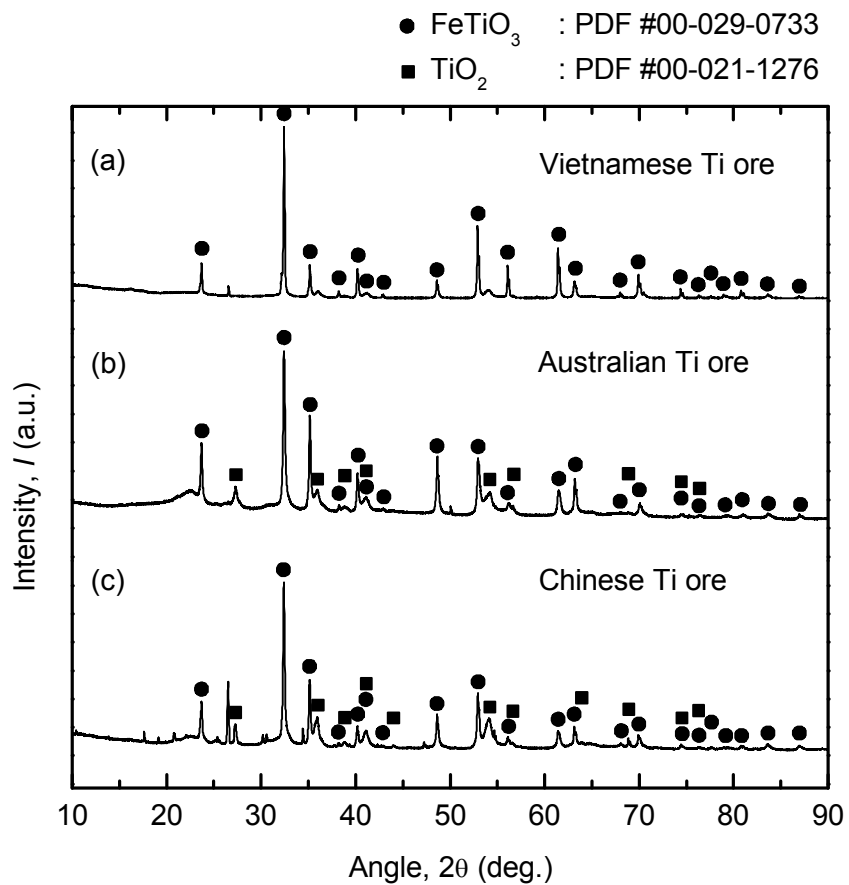 ● FeTiO₃ : PDF #00-029-0733
■ TiO₂ : PDF #00-021-1276
(a) Vietnamese Ti ore
(b) Australian Ti ore
(c) Chinese Ti ore
Intensity, I (a.u.)
10 20 30 40 50 60 70 80 90
Angle, 2θ (deg.)